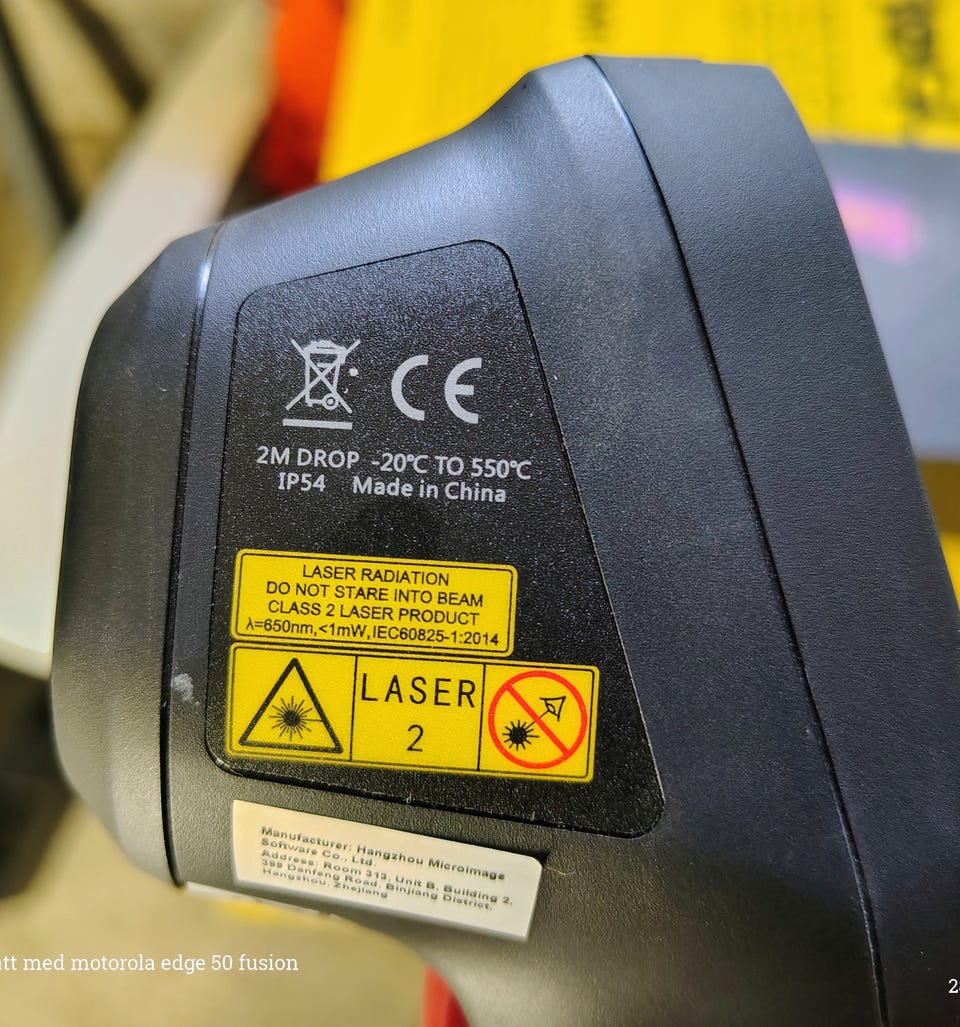 CE
2M DROP -20℃ TO 550℃
IP54 Made in China
LASER RADIATION
DO NOT STARE INTO BEAM
CLASS 2 LASER PRODUCT
λ=650nm,<1mW,IEC60825-1:2014
LASER
2
Manufacturer: Hangzhou Microimage
Software Co., Ltd.
Address: Room 313, Unit B, Building 2,
399 Danfeng Road, Binjiang District,
Hangzhou, Zhejiang
med motorola edge 50 fusion